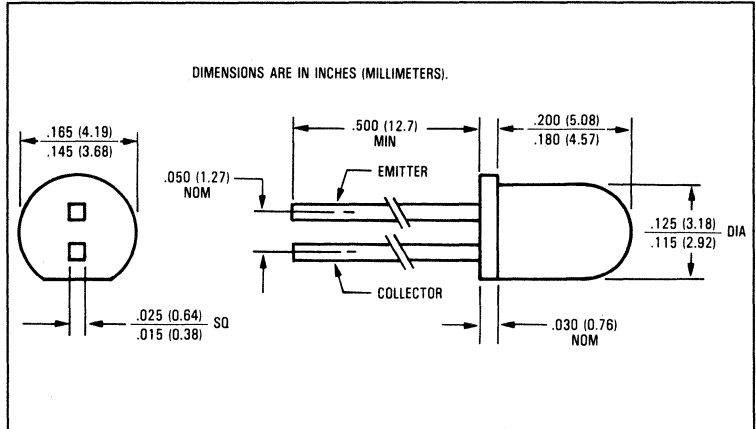 DIMENSIONS ARE IN INCHES (MILLIMETERS).
.165 (4.19)
.145 (3.68)
.500 (12.7)
MIN
.200 (5.08)
.180 (4.57)
.050 (1.27)
NOM
EMITTER
.125 (3.18)
.115 (2.92)
DIA
COLLECTOR
.025 (0.64)
.015 (0.38)
SQ
.030 (0.76)
NOM